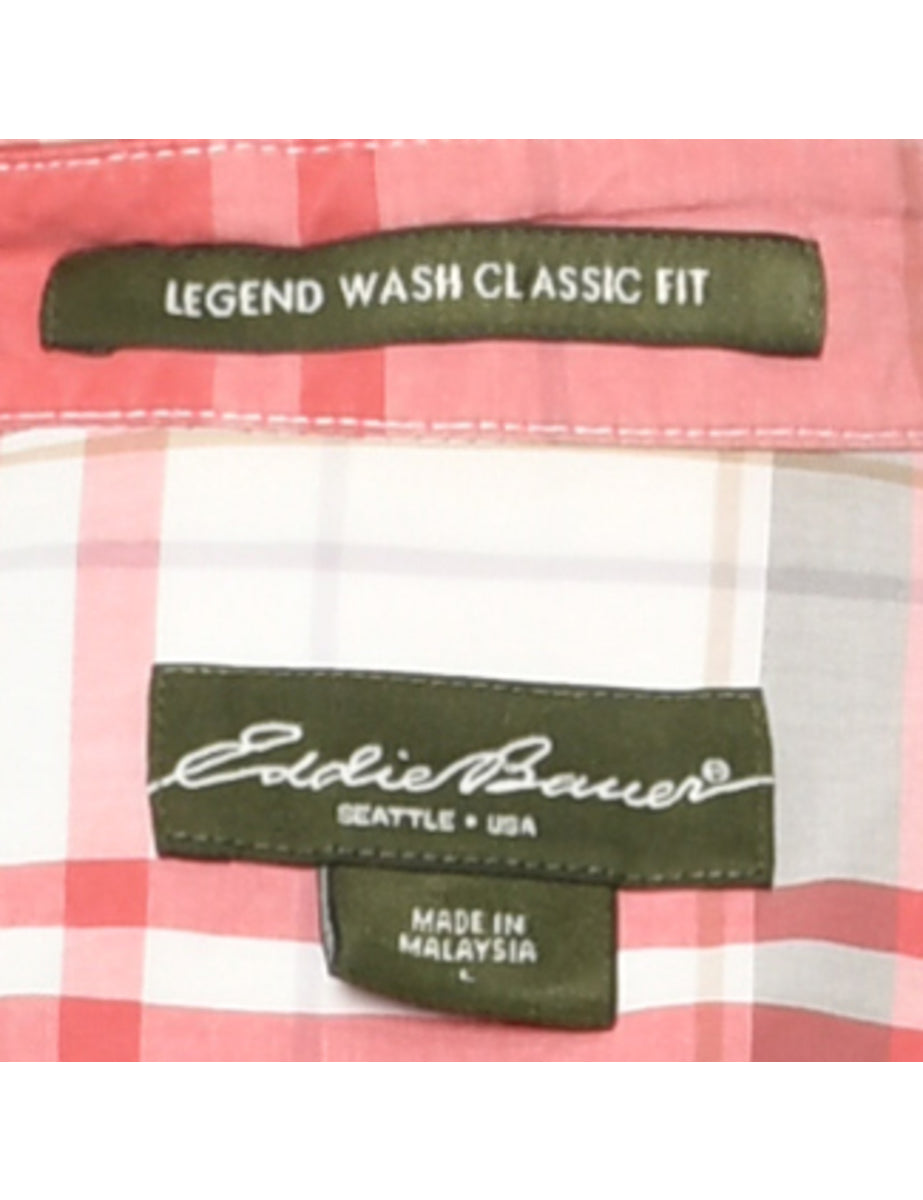 LEGEND WASH CLASSIC FIT
Eddie Bauer®
SEATTLE • USA
MADE IN
MALAYSIA
L